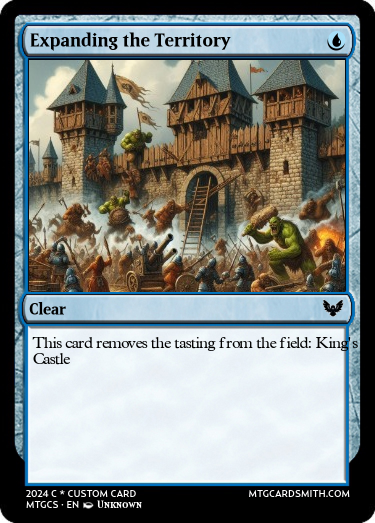 Expanding the Territory
Clear
This card removes the tasting from the field: King's
Castle
2024 C * CUSTOM CARD
MTGCS · EN Unknown
MTGCARDSMITH.COM